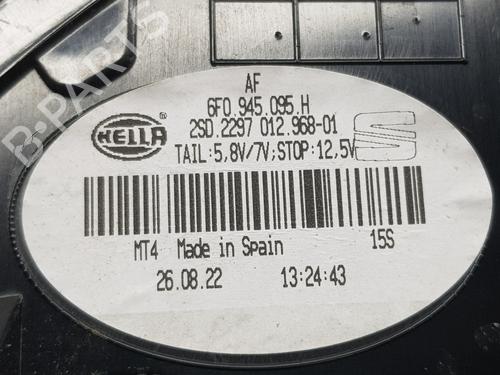 AF
6F0.945.095.H
HELLA
2SD.2297 012.968-01
TAIL:5,8V/7V;STOP:12,5V
MT4 Made in Spain 15S
26.08.22 13:24:43
B-PARTS